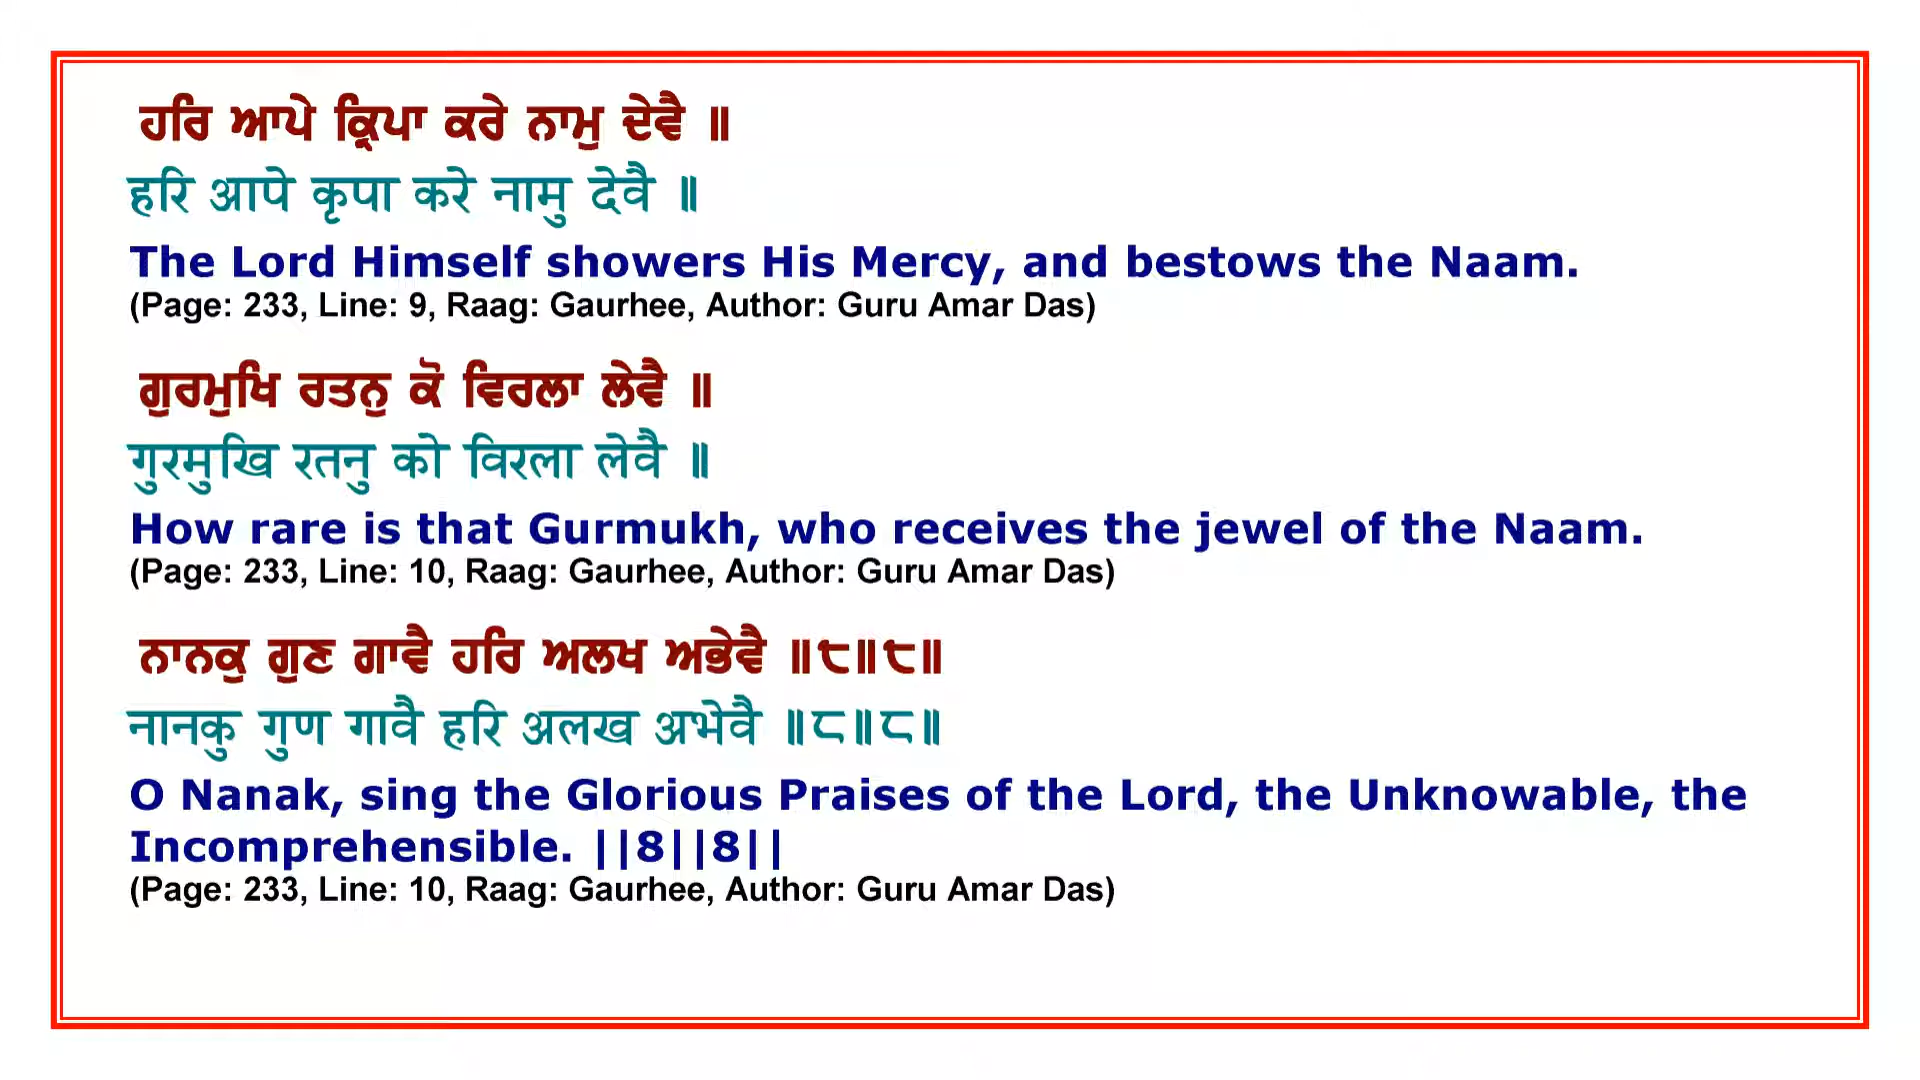 ਹਰਿ ਆਪੇ ਕ੍ਰਿਪਾ ਕਰੇ ਨਾਮੁ ਦੇਵੈ ॥
हरि आपे कृपा करे नामु देवै ॥
The Lord Himself showers His Mercy, and bestows the Naam.
(Page: 233, Line: 9, Raag: Gaurhee, Author: Guru Amar Das)
ਗੁਰਮੁਖਿ ਰਤਨੁ ਕੋ ਵਿਰਲਾ ਲੇਵੈ ॥
गुरमुखि रतनु को विरला लेवै ॥
How rare is that Gurmukh, who receives the jewel of the Naam.
(Page: 233, Line: 10, Raag: Gaurhee, Author: Guru Amar Das)
ਨਾਨਕੁ ਗੁਣ ਗਾਵੈ ਹਰਿ ਅਲਖ ਅਭੇਵੈ ॥੮॥੮॥
नानकु गुण गावै हरि अलख अभेवै ॥८॥८॥
O Nanak, sing the Glorious Praises of the Lord, the Unknowable, the
Incomprehensible. ||8||8||
(Page: 233, Line: 10, Raag: Gaurhee, Author: Guru Amar Das)